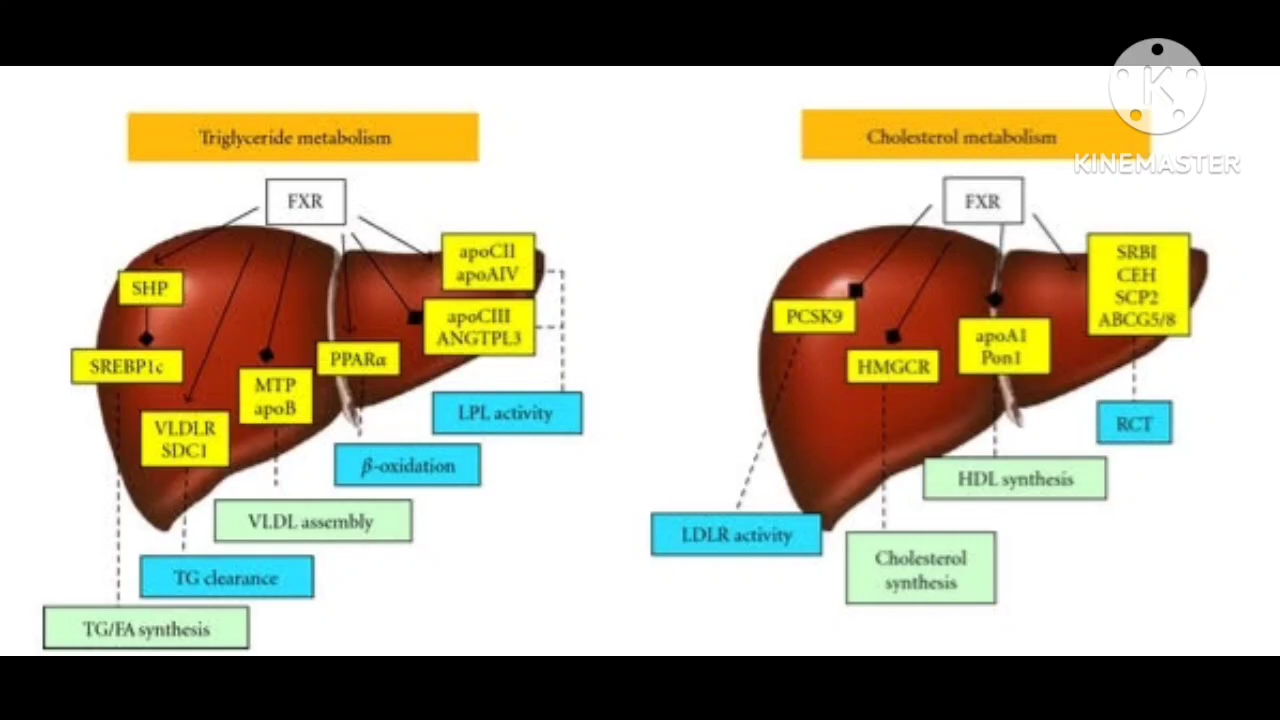 KINEMASTER
Triglyceride metabolism
FXR
SHP
SREBP1c
VLDLR
SDC1
MTP
apoB
PPARα
apoCII
apoAIV
apoCIII
ANGTPL3
LPL activity
β-oxidation
VLDL assembly
TG clearance
TG/FA synthesis
Cholesterol metabolism
FXR
PCSK9
HMGCR
apoA1
Pon1
SRBI
CEH
SCP2
ABCG5/8
RCT
HDL synthesis
LDLR activity
Cholesterol
synthesis